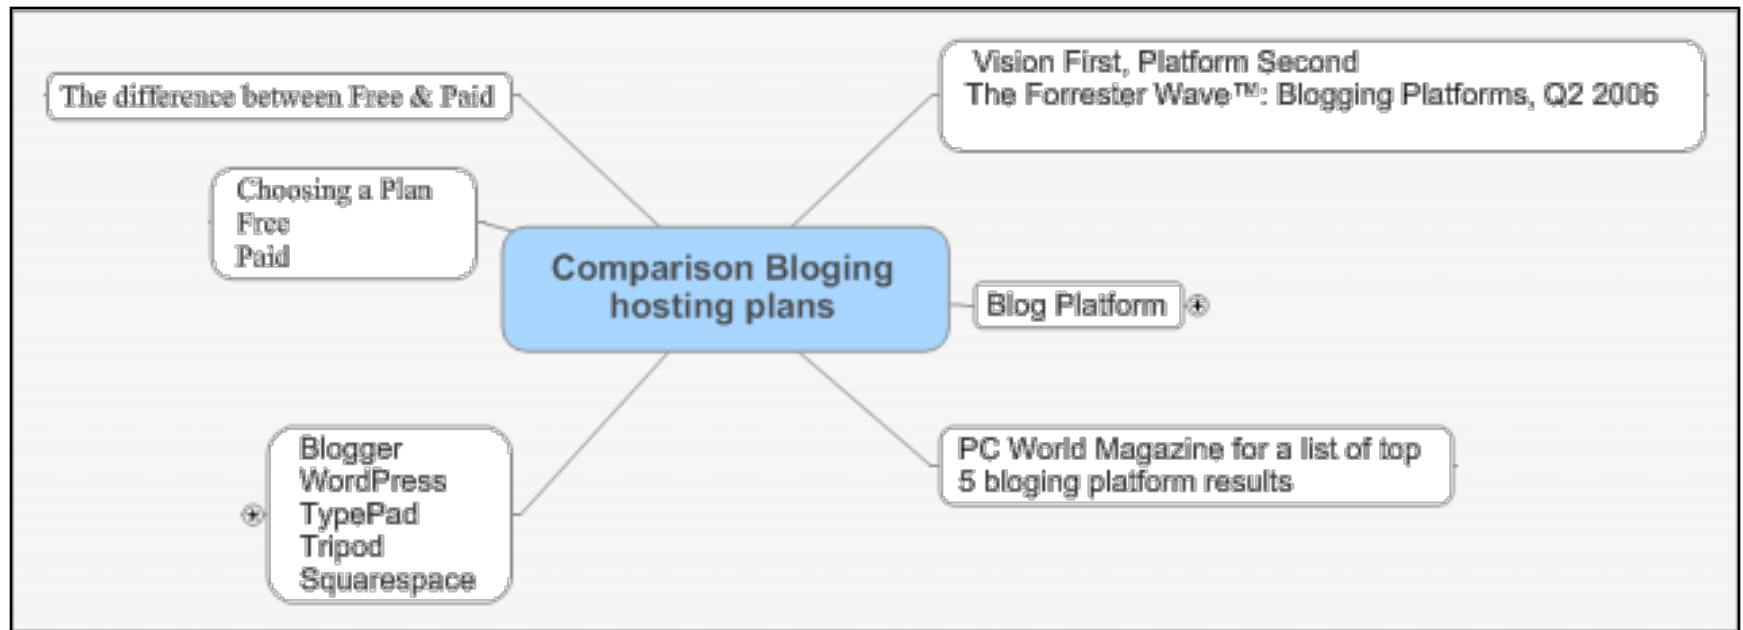 The difference between Free & Paid
Choosing a Plan
Free
Paid
Blogger
WordPress
TypePad
Tripod
Squarespace
Comparison Bloging
hosting plans
Vision First, Platform Second
The Forrester Wave™: Blogging Platforms, Q2 2006
Blog Platform
PC World Magazine for a list of top
5 bloging platform results